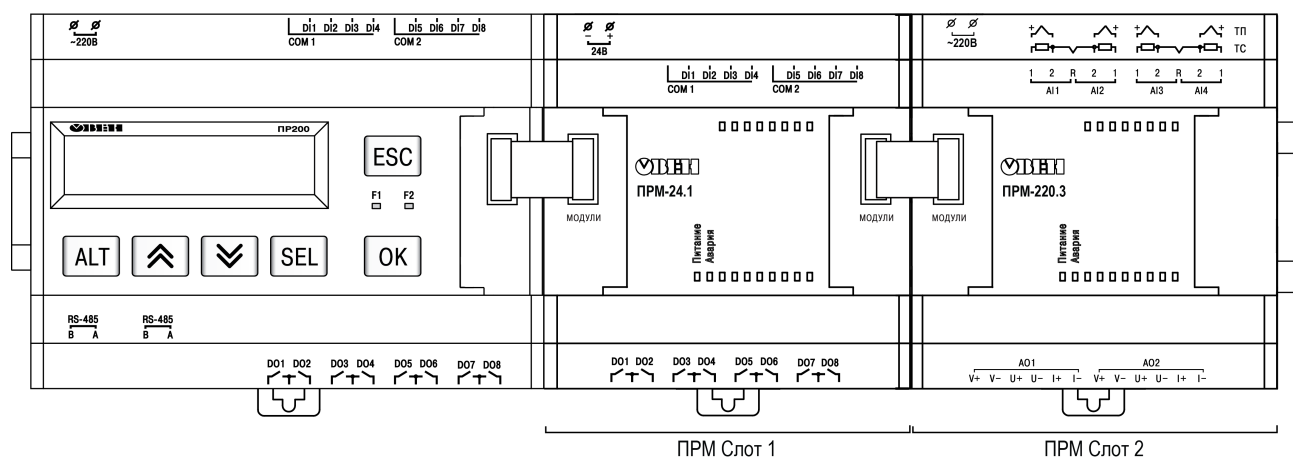 ~220В
DI1 DI2 DI3 DI4
COM 1
DI5 DI6 DI7 DI8
COM 2
ОВЕН
ПР200
ESC
F1 F2
ALT
SEL
OK
RS-485
B A
RS-485
B A
DO1 DO2 DO3 DO4 DO5 DO6 DO7 DO8
– +
24В
DI1 DI2 DI3 DI4
COM 1
DI5 DI6 DI7 DI8
COM 2
ОВЕН
ПРМ-24.1
МОДУЛИ
МОДУЛИ
Питание
Авария
DO1 DO2 DO3 DO4 DO5 DO6 DO7 DO8
~220В
+ + + + ТП
ТС
1 2 R 2 1 1 2 R 2 1
AI1 AI2 AI3 AI4
ОВЕН
ПРМ-220.3
МОДУЛИ
Питание
Авария
AO1 AO2
V+ V– U+ U– I+ I– V+ V– U+ U– I+ I–
ПРМ Слот 1
ПРМ Слот 2